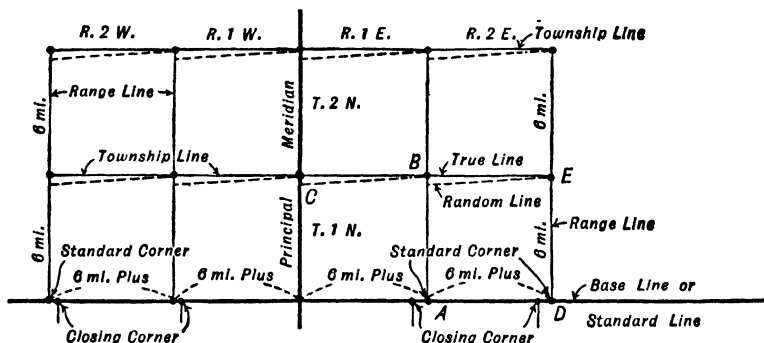 R. 2 W.
R. 1 W.
R. 1 E.
R. 2 E.
Township Line
6 mi.
Range Line
Meridian
T. 2 N.
6 mi.
Township Line
B
True Line
C
E
Random Line
6 mi.
Principal
T. 1 N.
6 mi.
Range Line
Standard Corner
Standard Corner
6 mi. Plus
6 mi. Plus
6 mi. Plus
6 mi. Plus
Base Line or
Standard Line
A
D
Closing Corner
Closing Corner